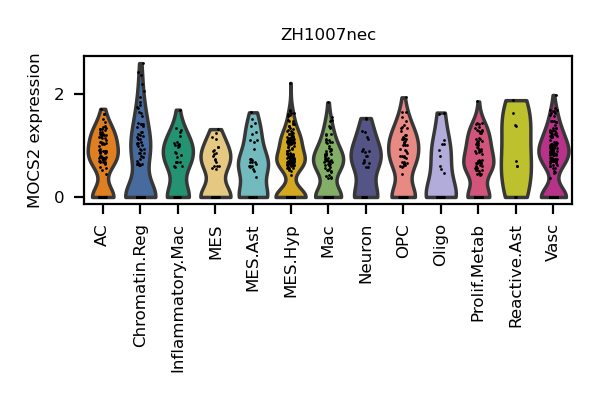 ZH1007nec
MOCS2 expression
2
0
AC
Chromatin.Reg
Inflammatory.Mac
MES
MES.Ast
MES.Hyp
Mac
Neuron
OPC
Oligo
Prolif.Metab
Reactive.Ast
Vasc